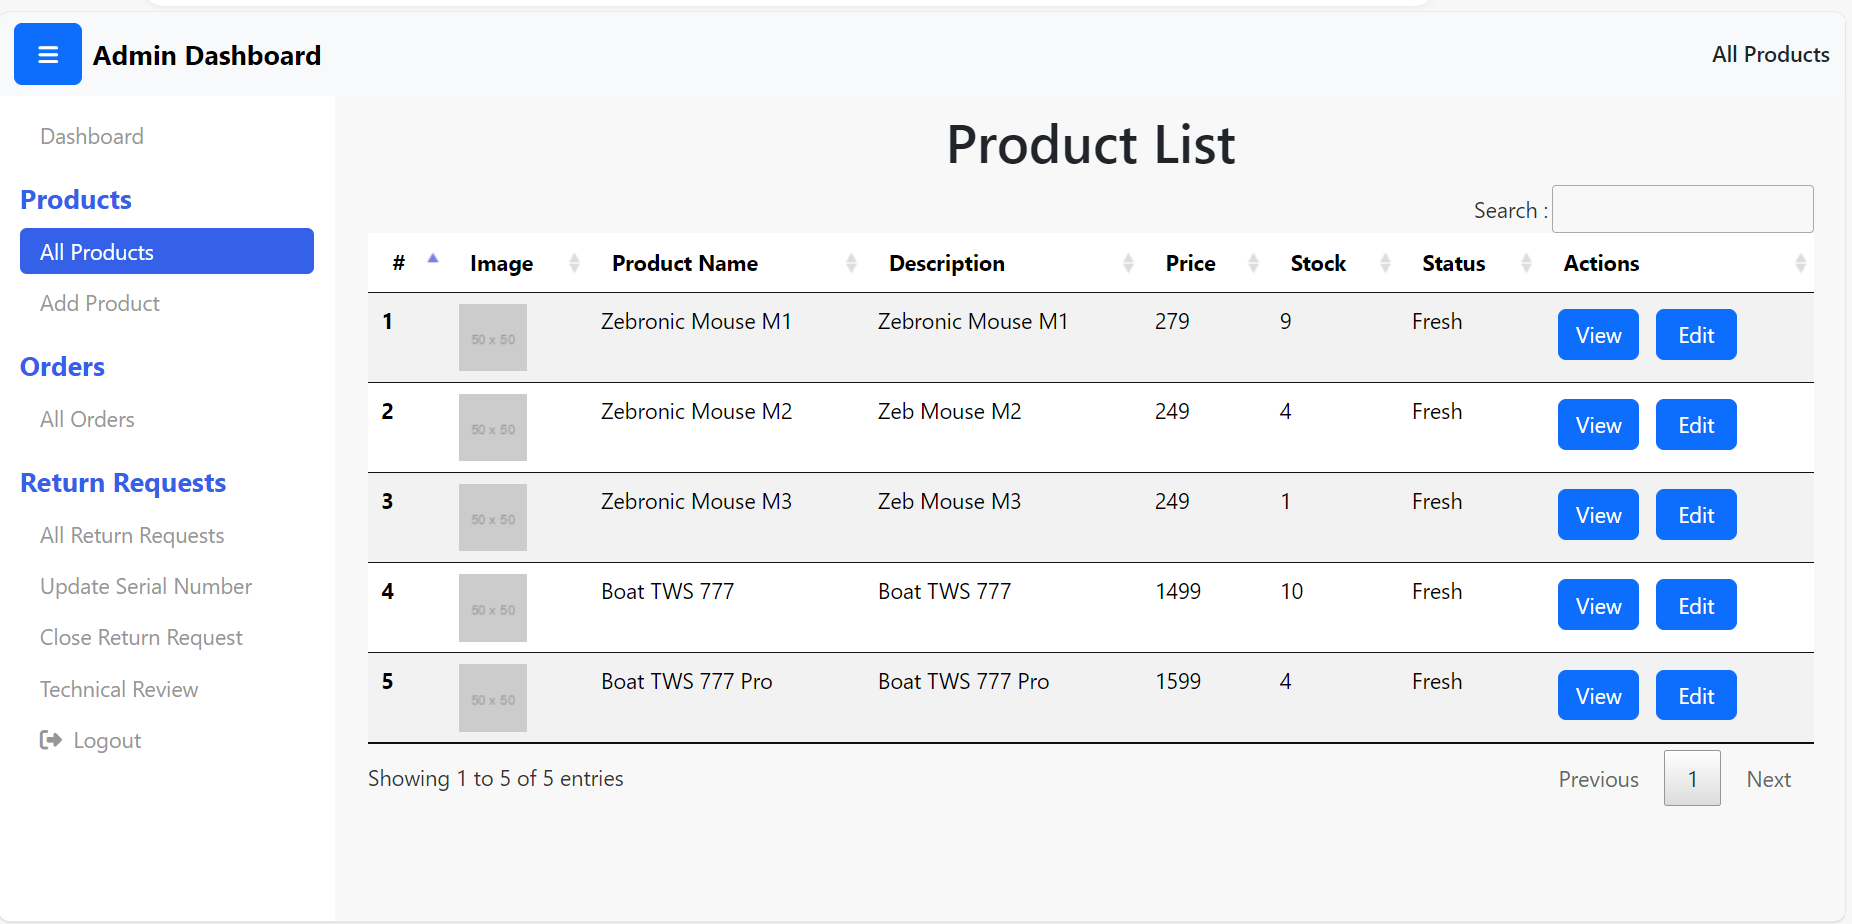 Admin Dashboard
All Products
Dashboard
Products
All Products
Add Product
Orders
All Orders
Return Requests
All Return Requests
Update Serial Number
Close Return Request
Technical Review
Logout
Product List
Search :
# Image Product Name Description Price Stock Status Actions
1 50 x 50 Zebronic Mouse M1 Zebronic Mouse M1 279 9 Fresh View Edit
2 50 x 50 Zebronic Mouse M2 Zeb Mouse M2 249 4 Fresh View Edit
3 50 x 50 Zebronic Mouse M3 Zeb Mouse M3 249 1 Fresh View Edit
4 50 x 50 Boat TWS 777 Boat TWS 777 1499 10 Fresh View Edit
5 50 x 50 Boat TWS 777 Pro Boat TWS 777 Pro 1599 4 Fresh View Edit
Showing 1 to 5 of 5 entries
Previous 1 Next